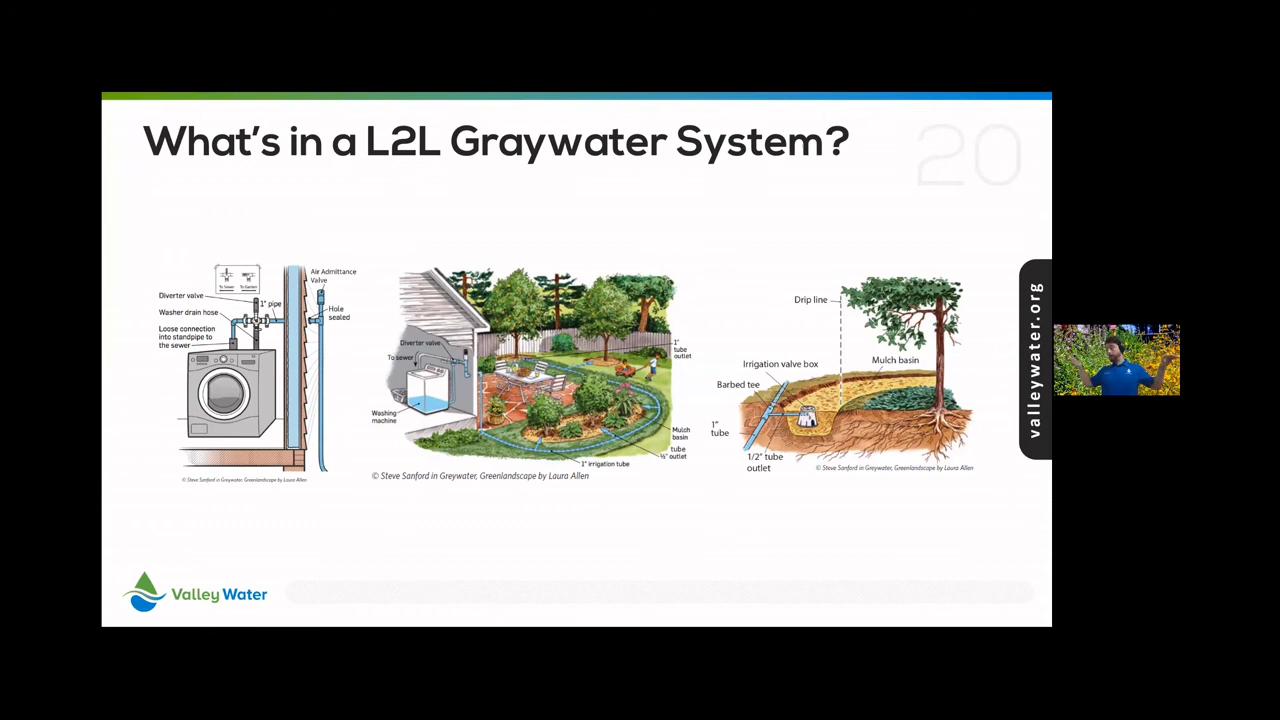 What's in a L2L Graywater System?
20
To Sewer
To Garden
Air Admittance
Valve
Diverter valve
1" pipe
Washer drain hose
Hole
sealed
Loose connection
into standpipe to
the sewer
© Steve Sanford in Greywater, Greenlandscape by Laura Allen
Diverter valve
To sewer
1"
tube
outlet
Washing
machine
Mulch
basin
tube
½" outlet
1" irrigation tube
© Steve Sanford in Greywater, Greenlandscape by Laura Allen
Drip line
Irrigation valve box
Mulch basin
Barbed tee
1"
tube
1/2" tube
outlet
© Steve Sanford in Greywater, Greenlandscape by Laura Allen
valleywater.org
Valley Water